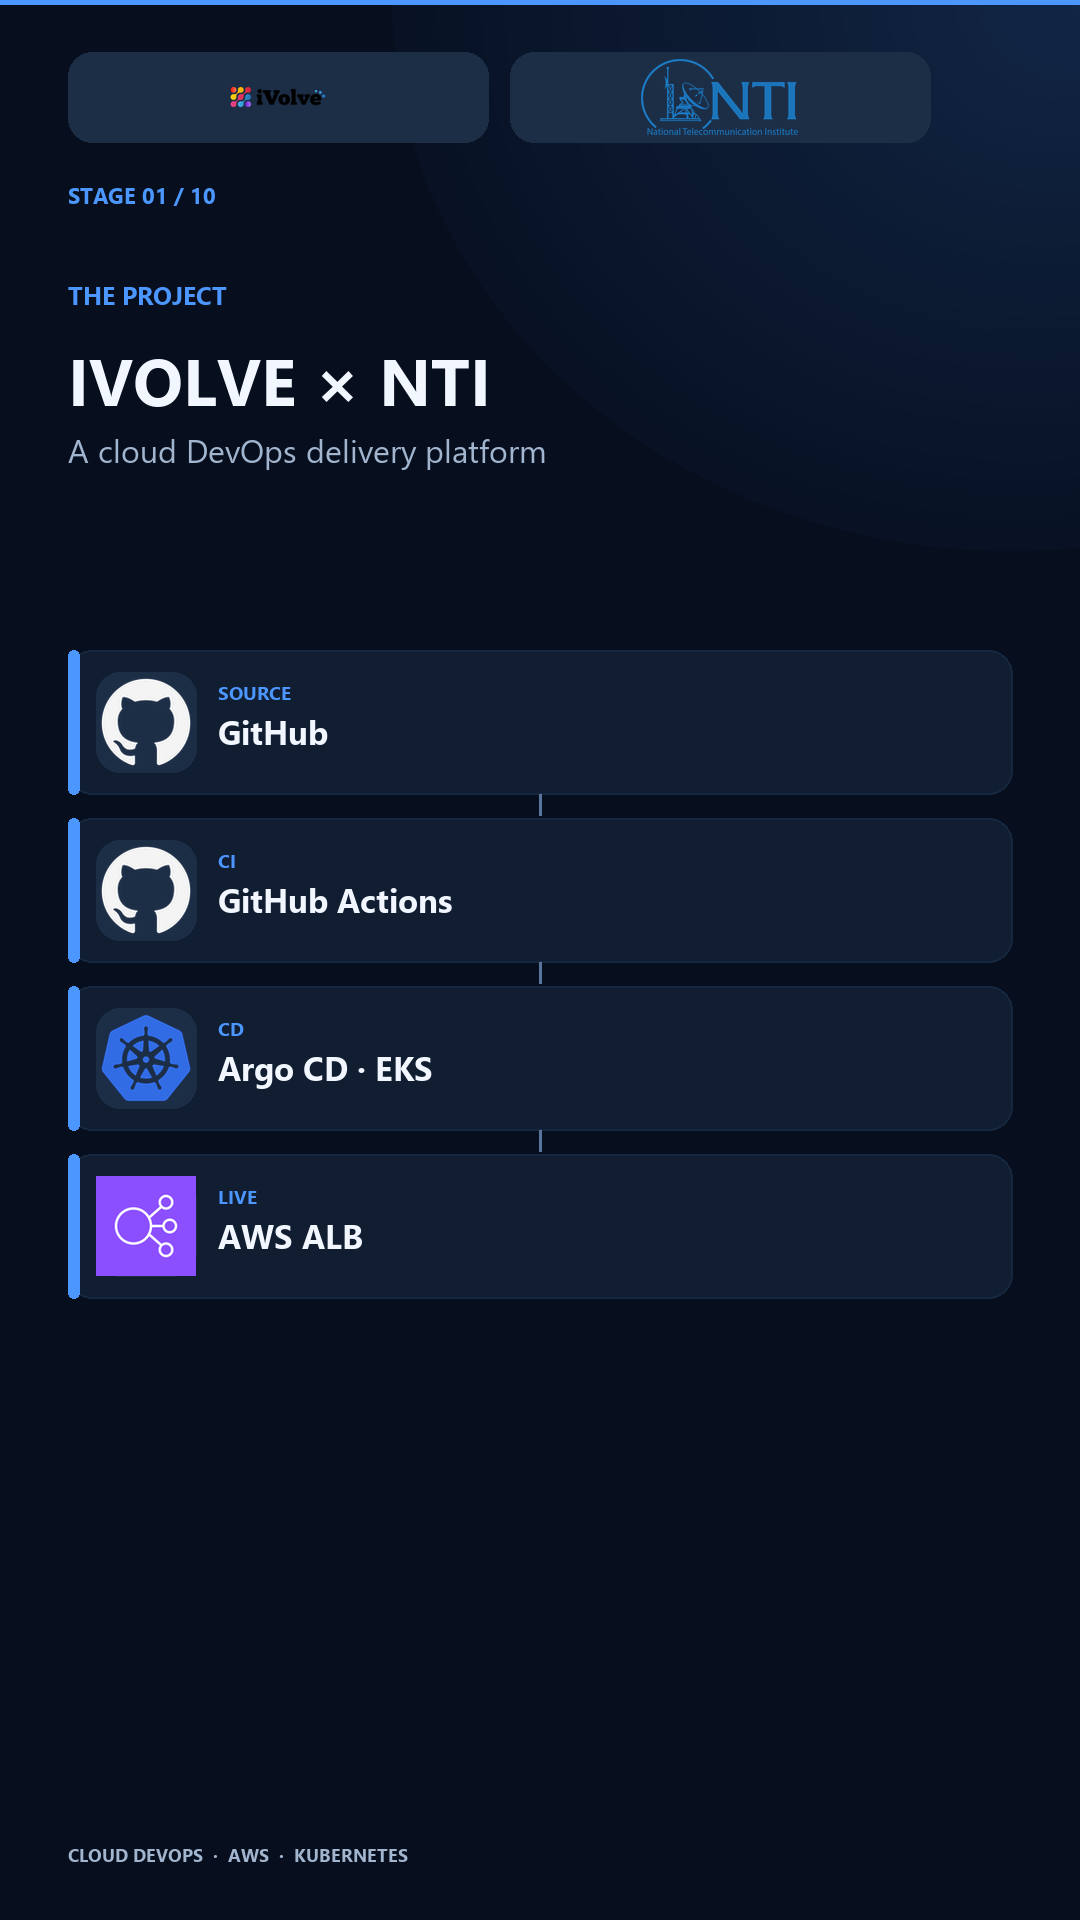 iVolve
NTI
National Telecommunication Institute
STAGE 01 / 10
THE PROJECT
IVOLVE × NTI
A cloud DevOps delivery platform
SOURCE
GitHub
CI
GitHub Actions
CD
Argo CD · EKS
LIVE
AWS ALB
CLOUD DEVOPS · AWS · KUBERNETES